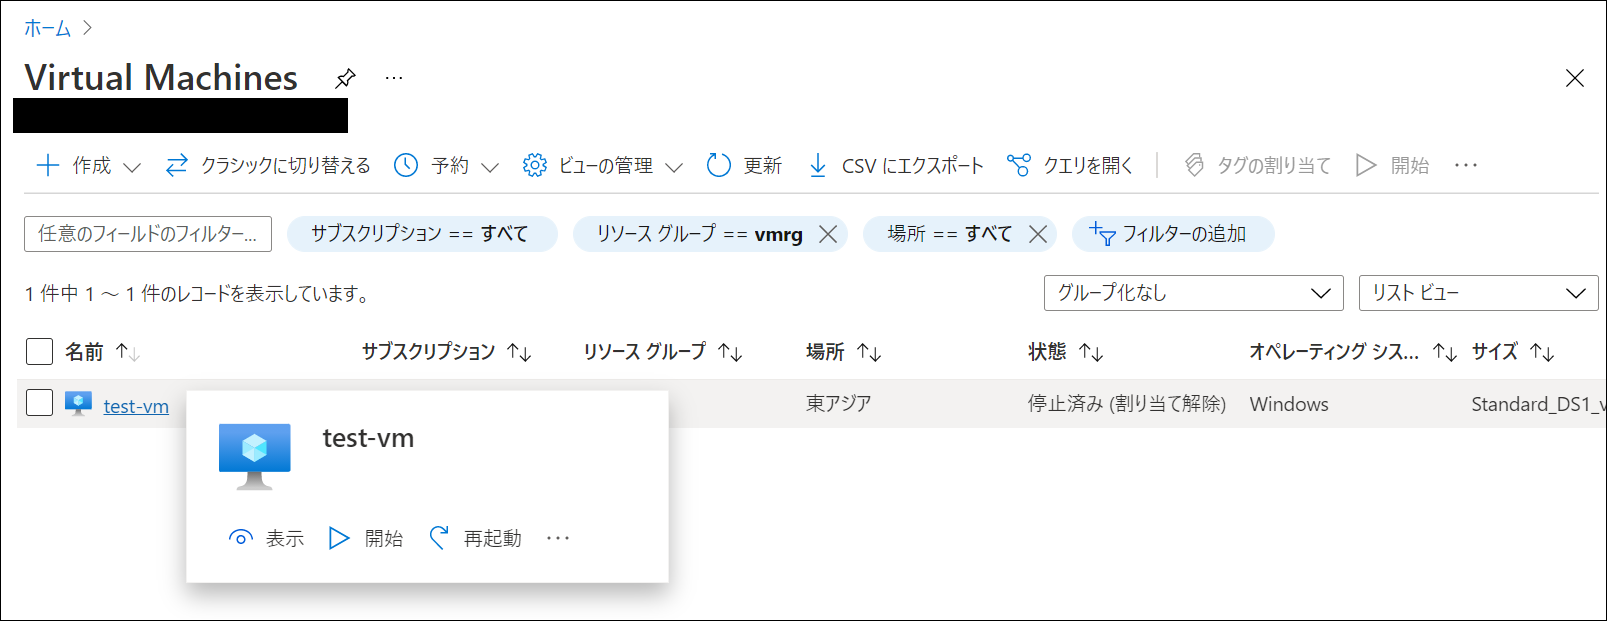 ホーム
Virtual Machines ...
作成 クラシックに切り替える 予約 ビューの管理 更新 CSV にエクスポート クエリを開く タグの割り当て 開始 ...
任意のフィールドのフィルター... サブスクリプション == すべて リソース グループ == vmrg 場所 == すべて フィルターの追加
1 件中 1 ～ 1 件のレコードを表示しています。 グループ化なし リスト ビュー
名前 ↑↓ サブスクリプション ↑↓ リソース グループ ↑↓ 場所 ↑↓ 状態 ↑↓ オペレーティング シス... ↑↓ サイズ ↑↓
test-vm 東アジア 停止済み (割り当て解除) Windows Standard_DS1_v
test-vm
表示 開始 再起動 ...